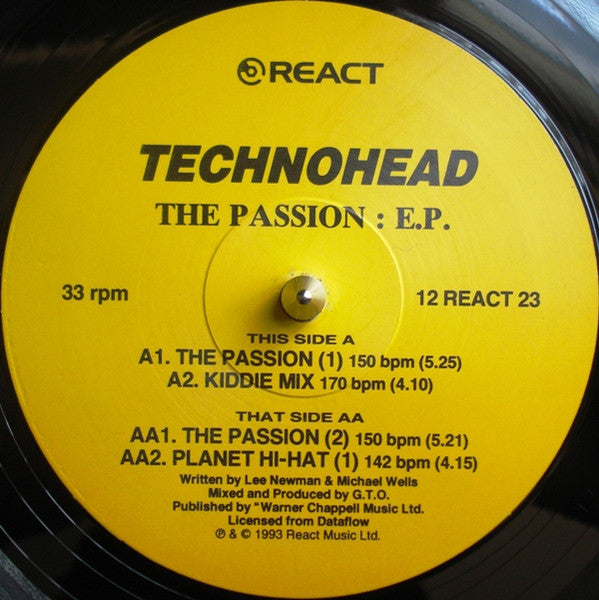 REACT
TECHNOHEAD
THE PASSION : E.P.
33 rpm 12 REACT 23
THIS SIDE A
A1. THE PASSION (1) 150 bpm (5.25)
A2. KIDDIE MIX 170 bpm (4.10)
THAT SIDE AA
AA1. THE PASSION (2) 150 bpm (5.21)
AA2. PLANET HI-HAT (1) 142 bpm (4.15)
Written by Lee Newman & Michael Wells
Mixed and Produced by G.T.O.
Published by "Warner Chappell Music Ltd.
Licensed from Dataflow
℗ & © 1993 React Music Ltd.